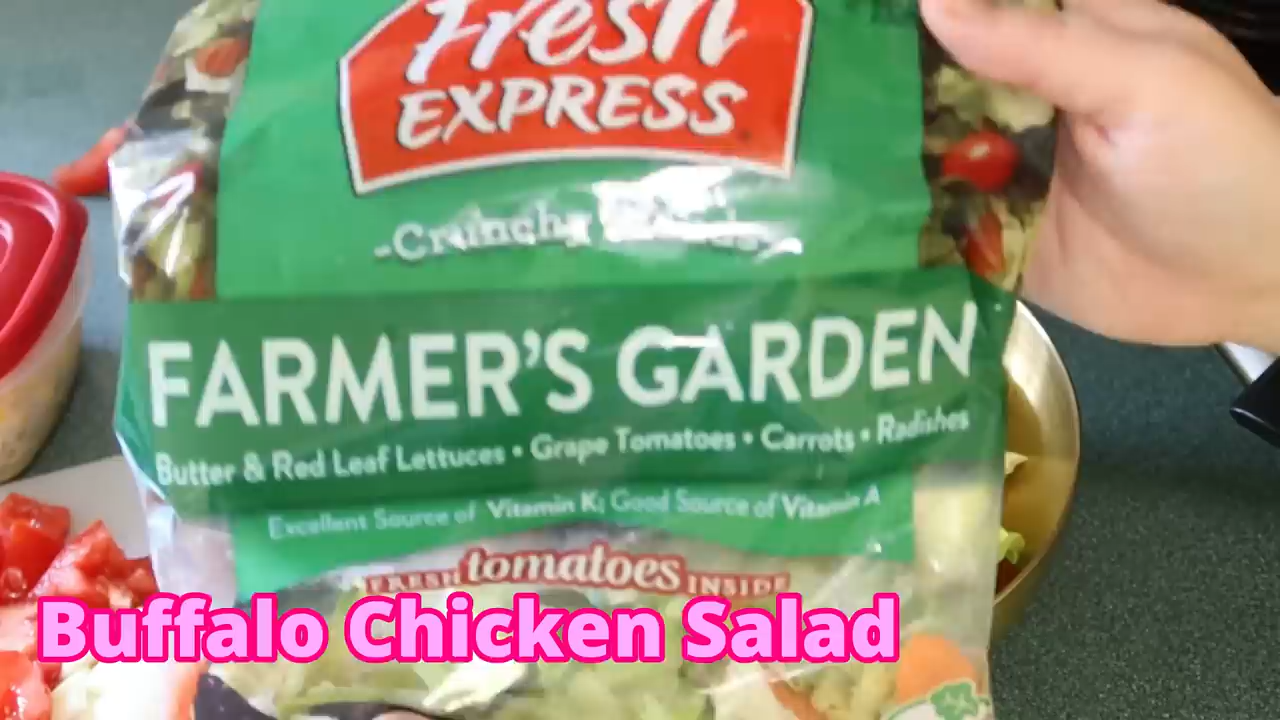 Fresh
EXPRESS
-Crunchy
FARMER'S GARDEN
Butter & Red Leaf Lettuces • Grape Tomatoes • Carrots • Radishes
Excellent Source of Vitamin K; Good Source of Vitamin A
FRESH tomatoes INSIDE
Buffalo Chicken Salad